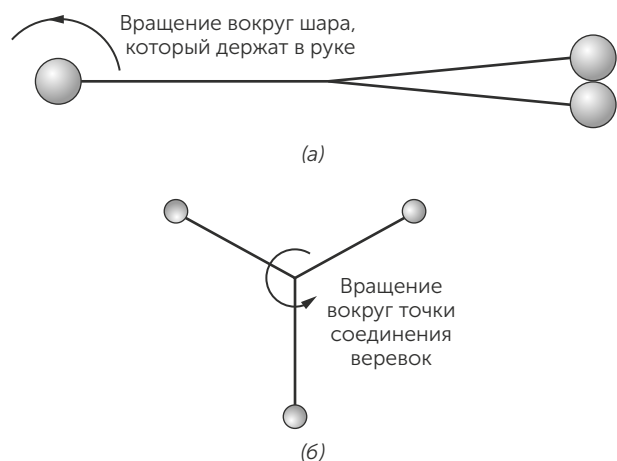 Вращение вокруг шара,
который держат в руке
(а)
Вращение
вокруг точки
соединения
веревок
(б)